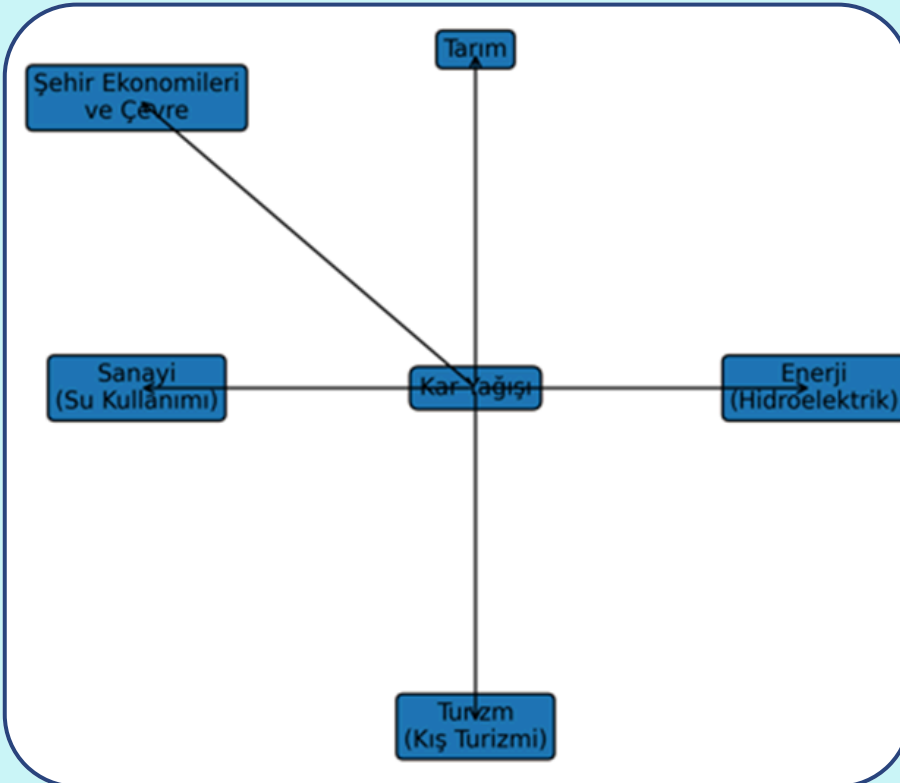 Tarım
Şehir Ekonomileri
ve Çevre
Sanayi
(Su Kullanımı)
Kar Yağışı
Enerji
(Hidroelektrik)
Turizm
(Kış Turizmi)